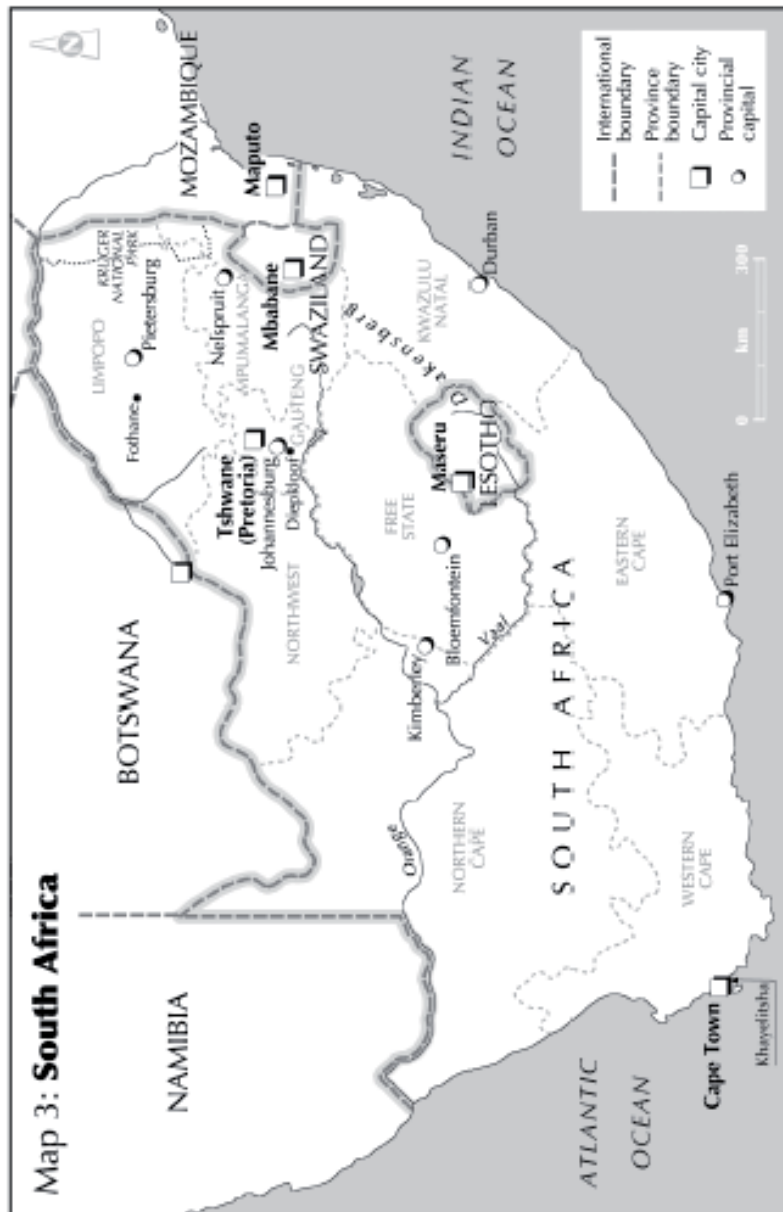 Map 3: South Africa
N
NAMIBIA
BOTSWANA
MOZAMBIQUE
LIMPOPO
KRUGER
NATIONAL
PARK
Fothane
Pietersburg
Nelspruit
MPUMALANGA
Maputo
Mbabane
SWAZILAND
Tshwane
(Pretoria)
Johannesburg
Diepkloof
GAUTENG
NORTHWEST
Drakensberg
KWAZULU
NATAL
Durban
FREE
STATE
Maseru
LESOTHO
Kimberley
Bloemfontein
Vaal
Orange
NORTHERN
CAPE
SOUTH AFRICA
EASTERN
CAPE
WESTERN
CAPE
Port Elizabeth
Cape Town
Khayelitsha
ATLANTIC
OCEAN
INDIAN
OCEAN
0 km 300
International
boundary
Province
boundary
Capital city
Provincial
capital